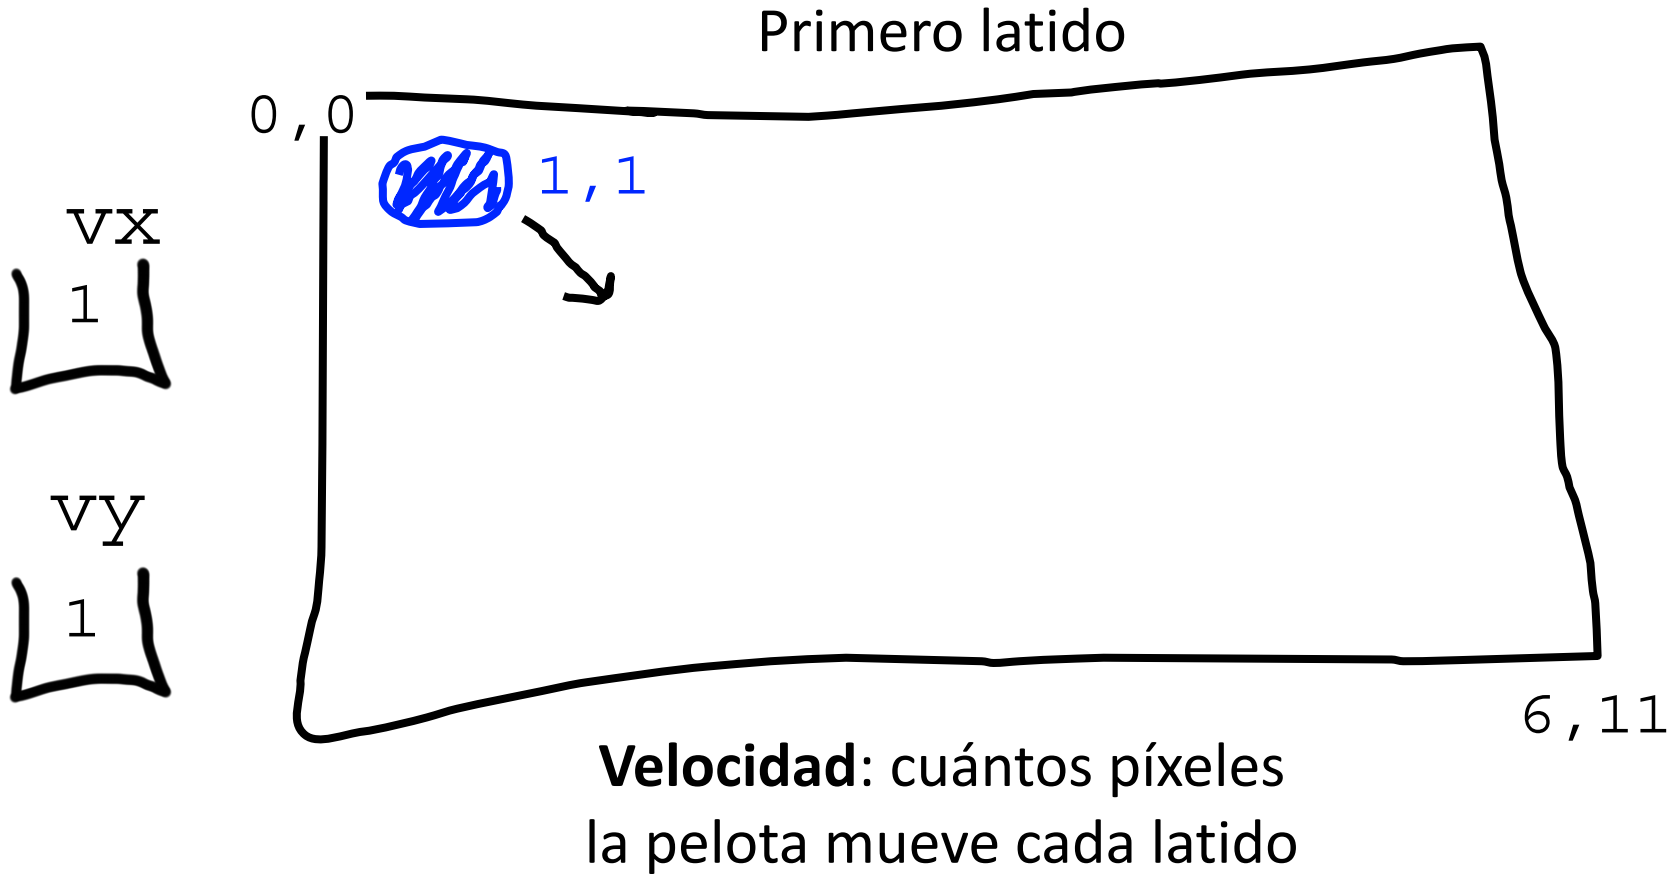 Primero latido
0,0
1,1
vx
1
vy
1
6,11
Velocidad: cuántos píxeles
la pelota mueve cada latido